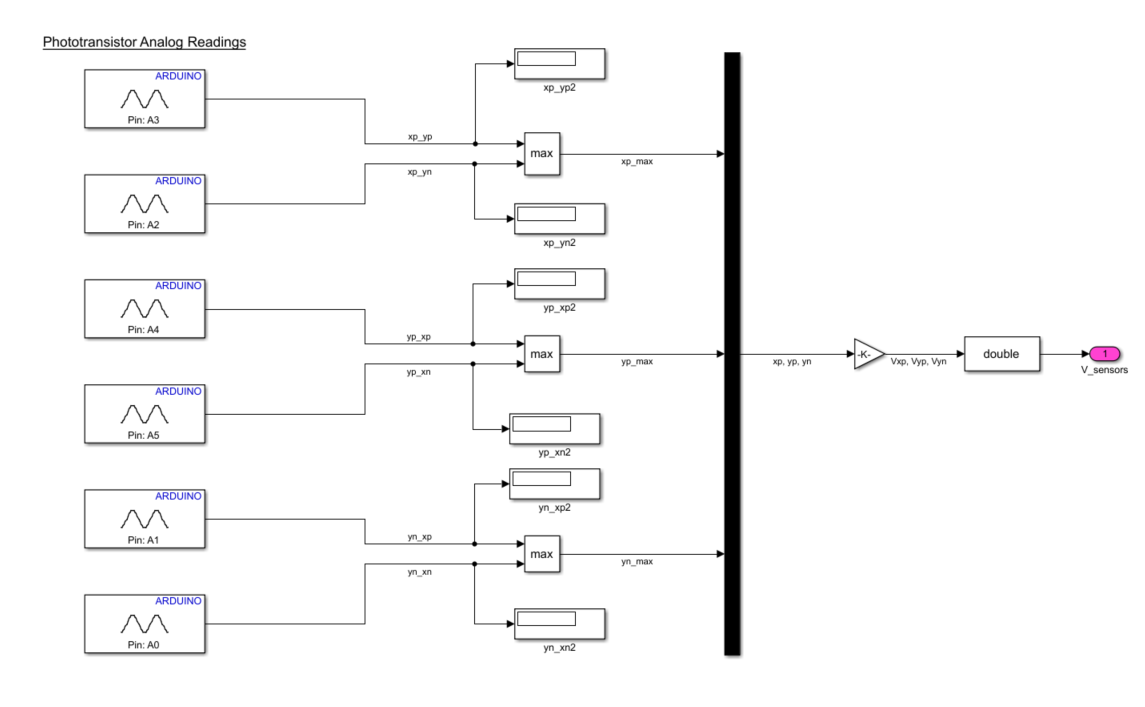 Phototransistor Analog Readings
ARDUINO
Pin: A3
xp_yp2
xp_yp
max
xp_max
ARDUINO
Pin: A2
xp_yn
xp_yn2
ARDUINO
Pin: A4
yp_xp2
yp_xp
max
yp_max
ARDUINO
Pin: A5
yp_xn
yp_xn2
ARDUINO
Pin: A1
yn_xp2
yn_xp
max
yn_max
ARDUINO
Pin: A0
yn_xn
yn_xn2
xp, yp, yn
-K-
Vxp, Vyp, Vyn
double
1
V_sensors